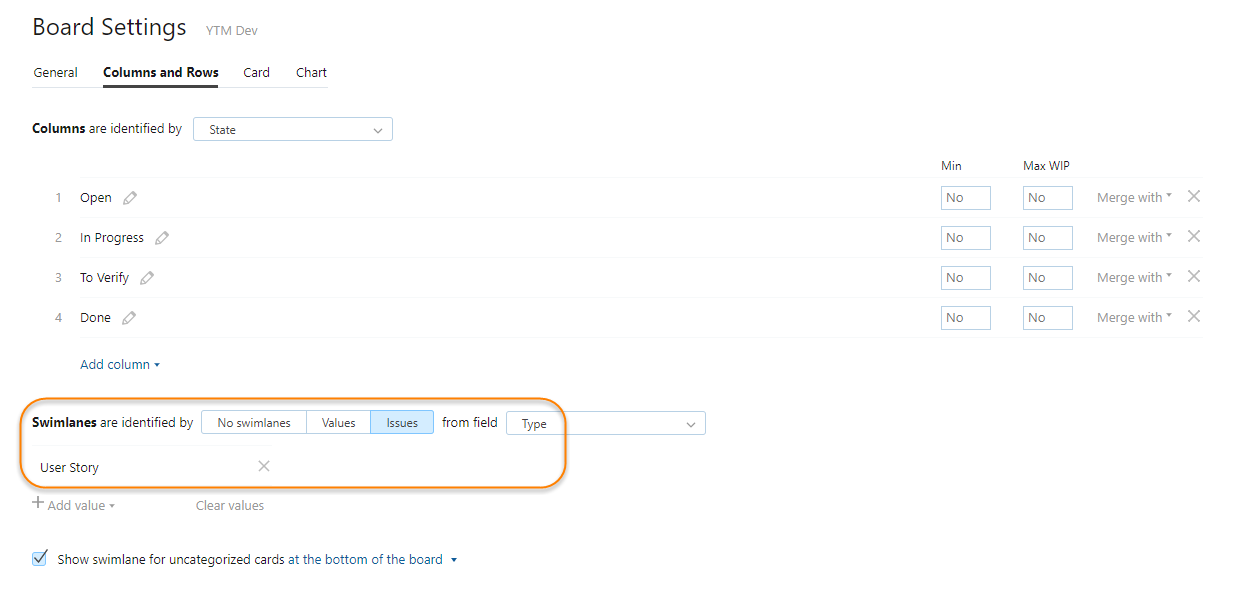 Board Settings YTM Dev
General Columns and Rows Card Chart
Columns are identified by State
Min Max WIP
1 Open No No Merge with
2 In Progress No No Merge with
3 To Verify No No Merge with
4 Done No No Merge with
Add column
Swimlanes are identified by No swimlanes Values Issues from field Type
User Story
Add value Clear values
Show swimlane for uncategorized cards at the bottom of the board